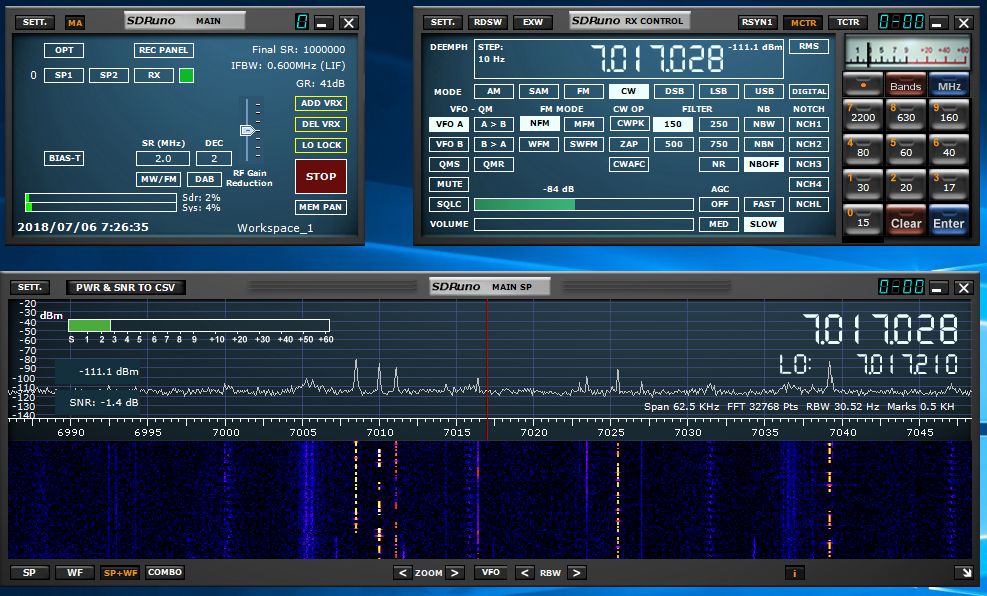 SETT. MA SDRuno MAIN 0
OPT REC PANEL Final SR: 1000000
IFBW: 0.600MHz (LIF)
0 SP1 SP2 RX
GR: 41dB
ADD VRX
DEL VRX
SR (MHz) DEC LO LOCK
BIAS-T 2.0 2
MW/FM DAB RF Gain
Reduction
STOP
Sdr: 2%
Sys: 4%
MEM PAN
2018/07/06 7:26:35 Workspace_1
SETT. RDSW EXW SDRuno RX CONTROL RSYN1 MCTR TCTR 0-00
DEEMPH STEP: 7.017.028 -111.1 dBm RMS
10 Hz
MODE AM SAM FM CW DSB LSB USB DIGITAL
VFO - QM FM MODE CW OP FILTER NB NOTCH
VFO A A > B NFM MFM CWPK 150 250 NBW NCH1
VFO B B > A WFM SWFM ZAP 500 750 NBN NCH2
QMS QMR CWAFC NR NBOFF NCH3
MUTE -84 dB AGC NCH4
SQLC OFF FAST NCHL
VOLUME MED SLOW
1 3 5 7 9 +20 +40 +60
Bands MHz
7 2200 8 630 9 160
4 80 5 60 6 40
1 30 2 20 3 17
0 15 Clear Enter
SETT. PWR & SNR TO CSV SDRuno MAIN SP 0-00
-20
dBm
-30
-40
-50
-60
-70
-80
-90
-100
-110
-120
-130
-140
S 1 2 3 4 5 6 7 8 9 +10 +20 +30 +40 +50 +60
7.017.028
LO: 7.017.210
-111.1 dBm
SNR: -1.4 dB
Span 62.5 KHz FFT 32768 Pts RBW 30.52 Hz Marks 0.5 KH
6990 6995 7000 7005 7010 7015 7020 7025 7030 7035 7040 7045
SP WF SP+WF COMBO < ZOOM > VFO < RBW > i